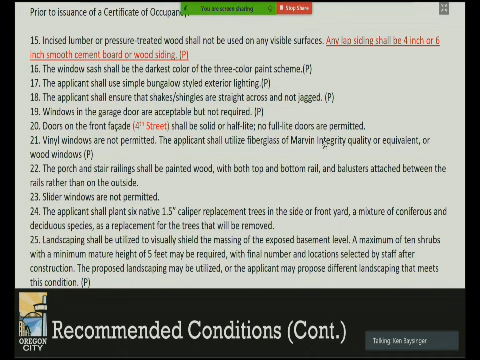 Prior to issuance of a Certificate of Occupancy.
You are screen sharing
Stop Share
15. Incised lumber or pressure-treated wood shall not be used on any visible surfaces. Any lap siding shall be 4 inch or 6
inch smooth cement board or wood siding. (P)
16. The window sash shall be the darkest color of the three-color paint scheme.(P)
17. The applicant shall use simple bungalow styled exterior lighting.(P)
18. The applicant shall ensure that shakes/shingles are straight across and not jagged. (P)
19. Windows in the garage door are acceptable but not required. (P)
20. Doors on the front façade (4th Street) shall be solid or half-lite; no full-lite doors are permitted.
21. Vinyl windows are not permitted. The applicant shall utilize fiberglass of Marvin Integrity quality or equivalent, or
wood windows (P)
22. The porch and stair railings shall be painted wood, with both top and bottom rail, and balusters attached between the
rails rather than on the outside.
23. Slider windows are not permitted.
24. The applicant shall plant six native 1.5" caliper replacement trees in the side or front yard, a mixture of coniferous and
deciduous species, as a replacement for the trees that will be removed.
25. Landscaping shall be utilized to visually shield the massing of the exposed basement level. A maximum of ten shrubs
with a minimum mature height of 5 feet may be required, with final number and locations selected by staff after
construction. The proposed landscaping may be utilized, or the applicant may propose different landscaping that meets
this condition. (P)
OREGON
CITY
Recommended Conditions (Cont.)
Talking: Ken Baysinger